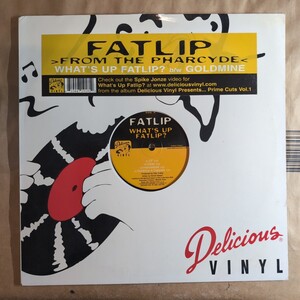 FATLIP
>FROM THE PHARCYDE<
WHAT'S UP FATLIP? b/w GOLDMINE
Check out the Spike Jonze video for
What's Up Fatlip? at www.deliciousvinyl.com
from the album Delicious Vinyl Presents... Prime Cuts Vol.1
FATLIP
WHAT'S UP
FATLIP?
Delicious
VINYL